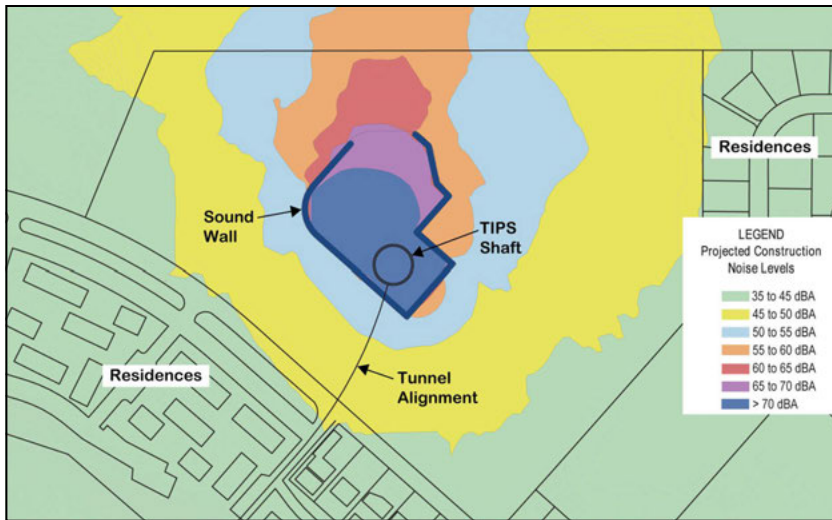 Residences
Sound
Wall
TIPS
Shaft
LEGEND
Projected Construction
Noise Levels
35 to 45 dBA
45 to 50 dBA
50 to 55 dBA
55 to 60 dBA
60 to 65 dBA
65 to 70 dBA
> 70 dBA
Residences
Tunnel
Alignment